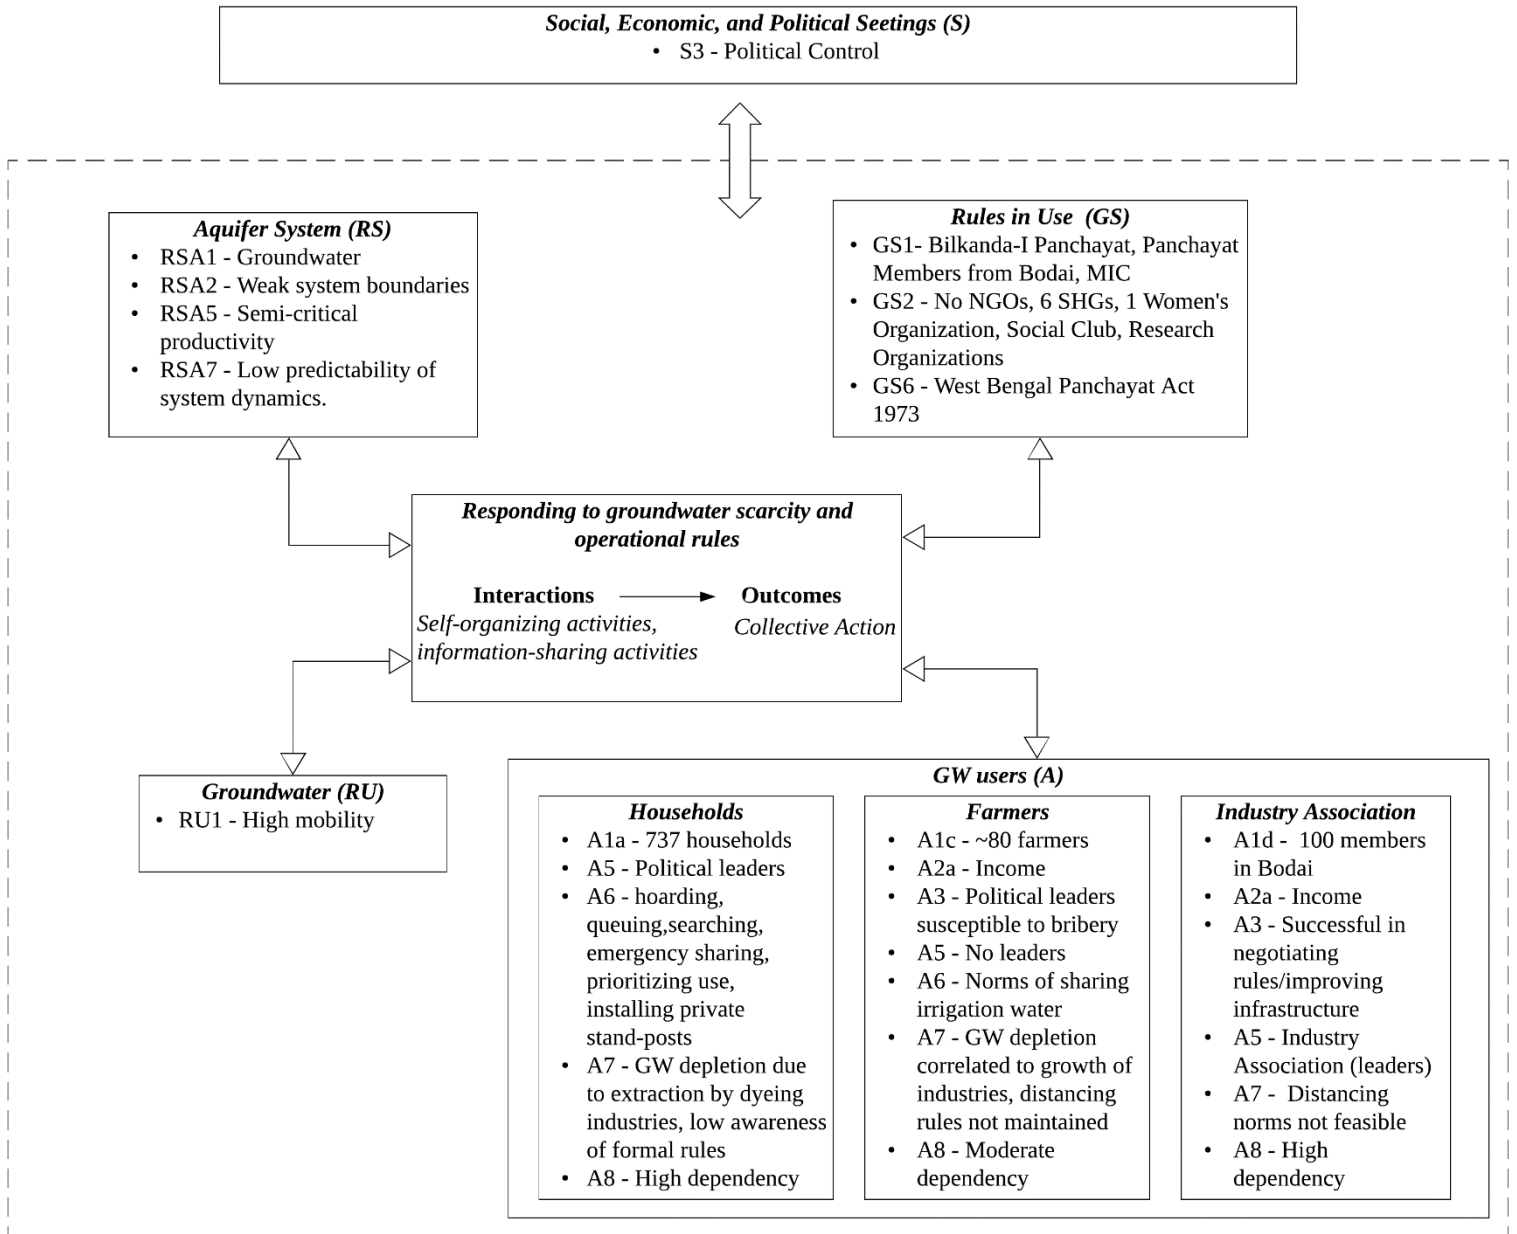 Social, Economic, and Political Seetings (S)
• S3 - Political Control
Aquifer System (RS)
• RSA1 - Groundwater
• RSA2 - Weak system boundaries
• RSA5 - Semi-critical
productivity
• RSA7 - Low predictability of
system dynamics.
Rules in Use (GS)
• GS1- Bilkanda-I Panchayat, Panchayat
Members from Bodai, MIC
• GS2 - No NGOs, 6 SHGs, 1 Women's
Organization, Social Club, Research
Organizations
• GS6 - West Bengal Panchayat Act
1973
Responding to groundwater scarcity and
operational rules
Interactions
Self-organizing activities,
information-sharing activities
Outcomes
Collective Action
Groundwater (RU)
• RU1 - High mobility
GW users (A)
Households
• A1a - 737 households
• A5 - Political leaders
• A6 - hoarding,
queuing,searching,
emergency sharing,
prioritizing use,
installing private
stand-posts
• A7 - GW depletion due
to extraction by dyeing
industries, low awareness
of formal rules
• A8 - High dependency
Farmers
• A1c - ~80 farmers
• A2a - Income
• A3 - Political leaders
susceptible to bribery
• A5 - No leaders
• A6 - Norms of sharing
irrigation water
• A7 - GW depletion
correlated to growth of
industries, distancing
rules not maintained
• A8 - Moderate
dependency
Industry Association
• A1d - 100 members
in Bodai
• A2a - Income
• A3 - Successful in
negotiating
rules/improving
infrastructure
• A5 - Industry
Association (leaders)
• A7 - Distancing
norms not feasible
• A8 - High
dependency